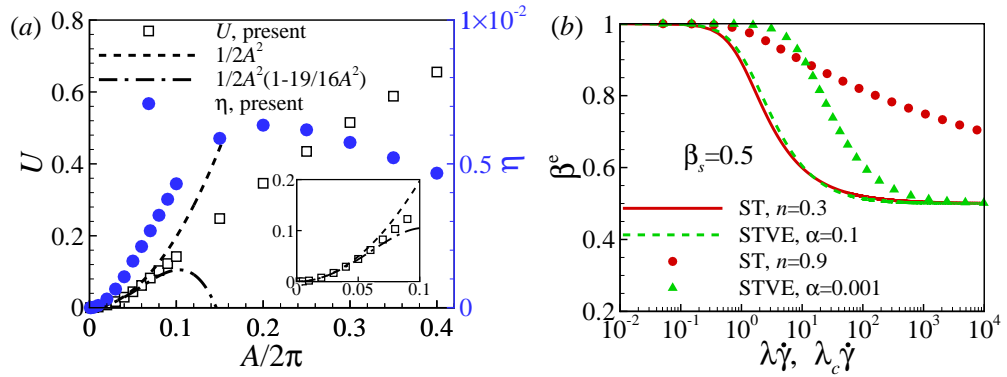 (a)
0.8
0.6
0.4
0.2
0
U
U, present
1/2A²
1/2A²(1-19/16A²)
η, present
0.2
0.1
0.0
0.05
0.1
0
0.1
0.2
0.3
0.4
A/2π
1×10⁻²
0.5
0
η
(b)
1
0.8
0.6
0.4
0.2
βᵉ
βₛ=0.5
ST, n=0.3
STVE, α=0.1
ST, n=0.9
STVE, α=0.001
10⁻² 10⁻¹ 10⁰ 10¹ 10² 10³ 10⁴
λγ̇, λ_cγ̇